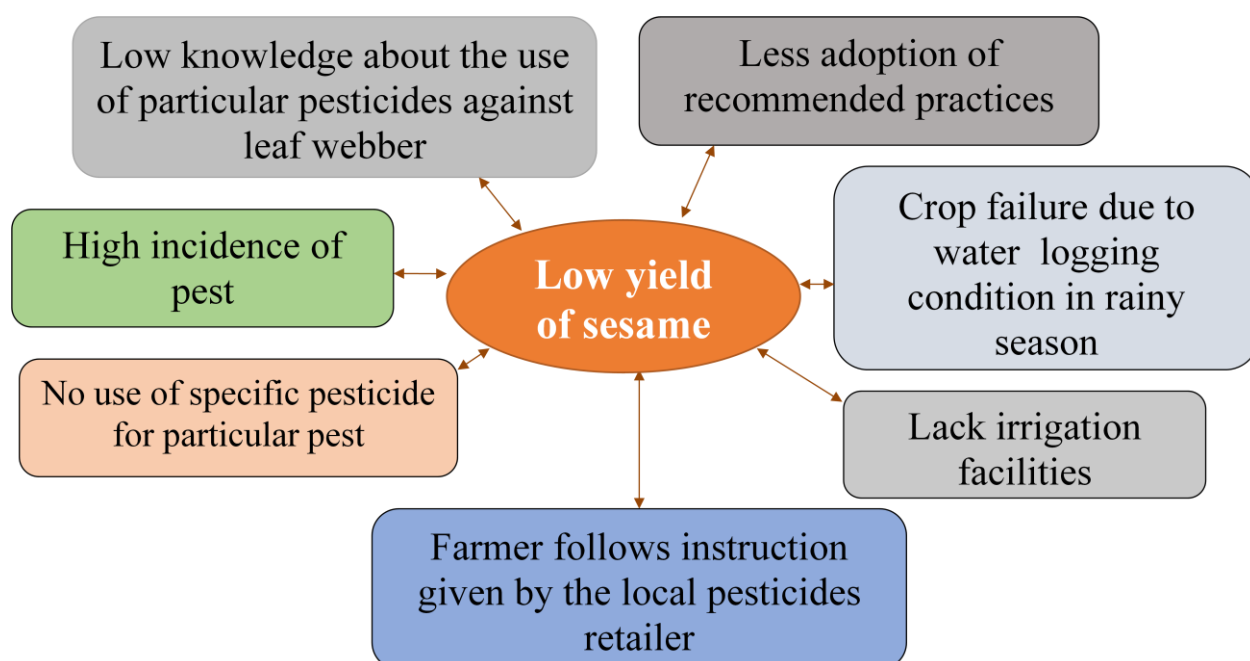 Low knowledge about the use
of particular pesticides against
leaf webber
Less adoption of
recommended practices
High incidence of
pest
Low yield
of sesame
Crop failure due to
water logging
condition in rainy
season
No use of specific pesticide
for particular pest
Lack irrigation
facilities
Farmer follows instruction
given by the local pesticides
retailer